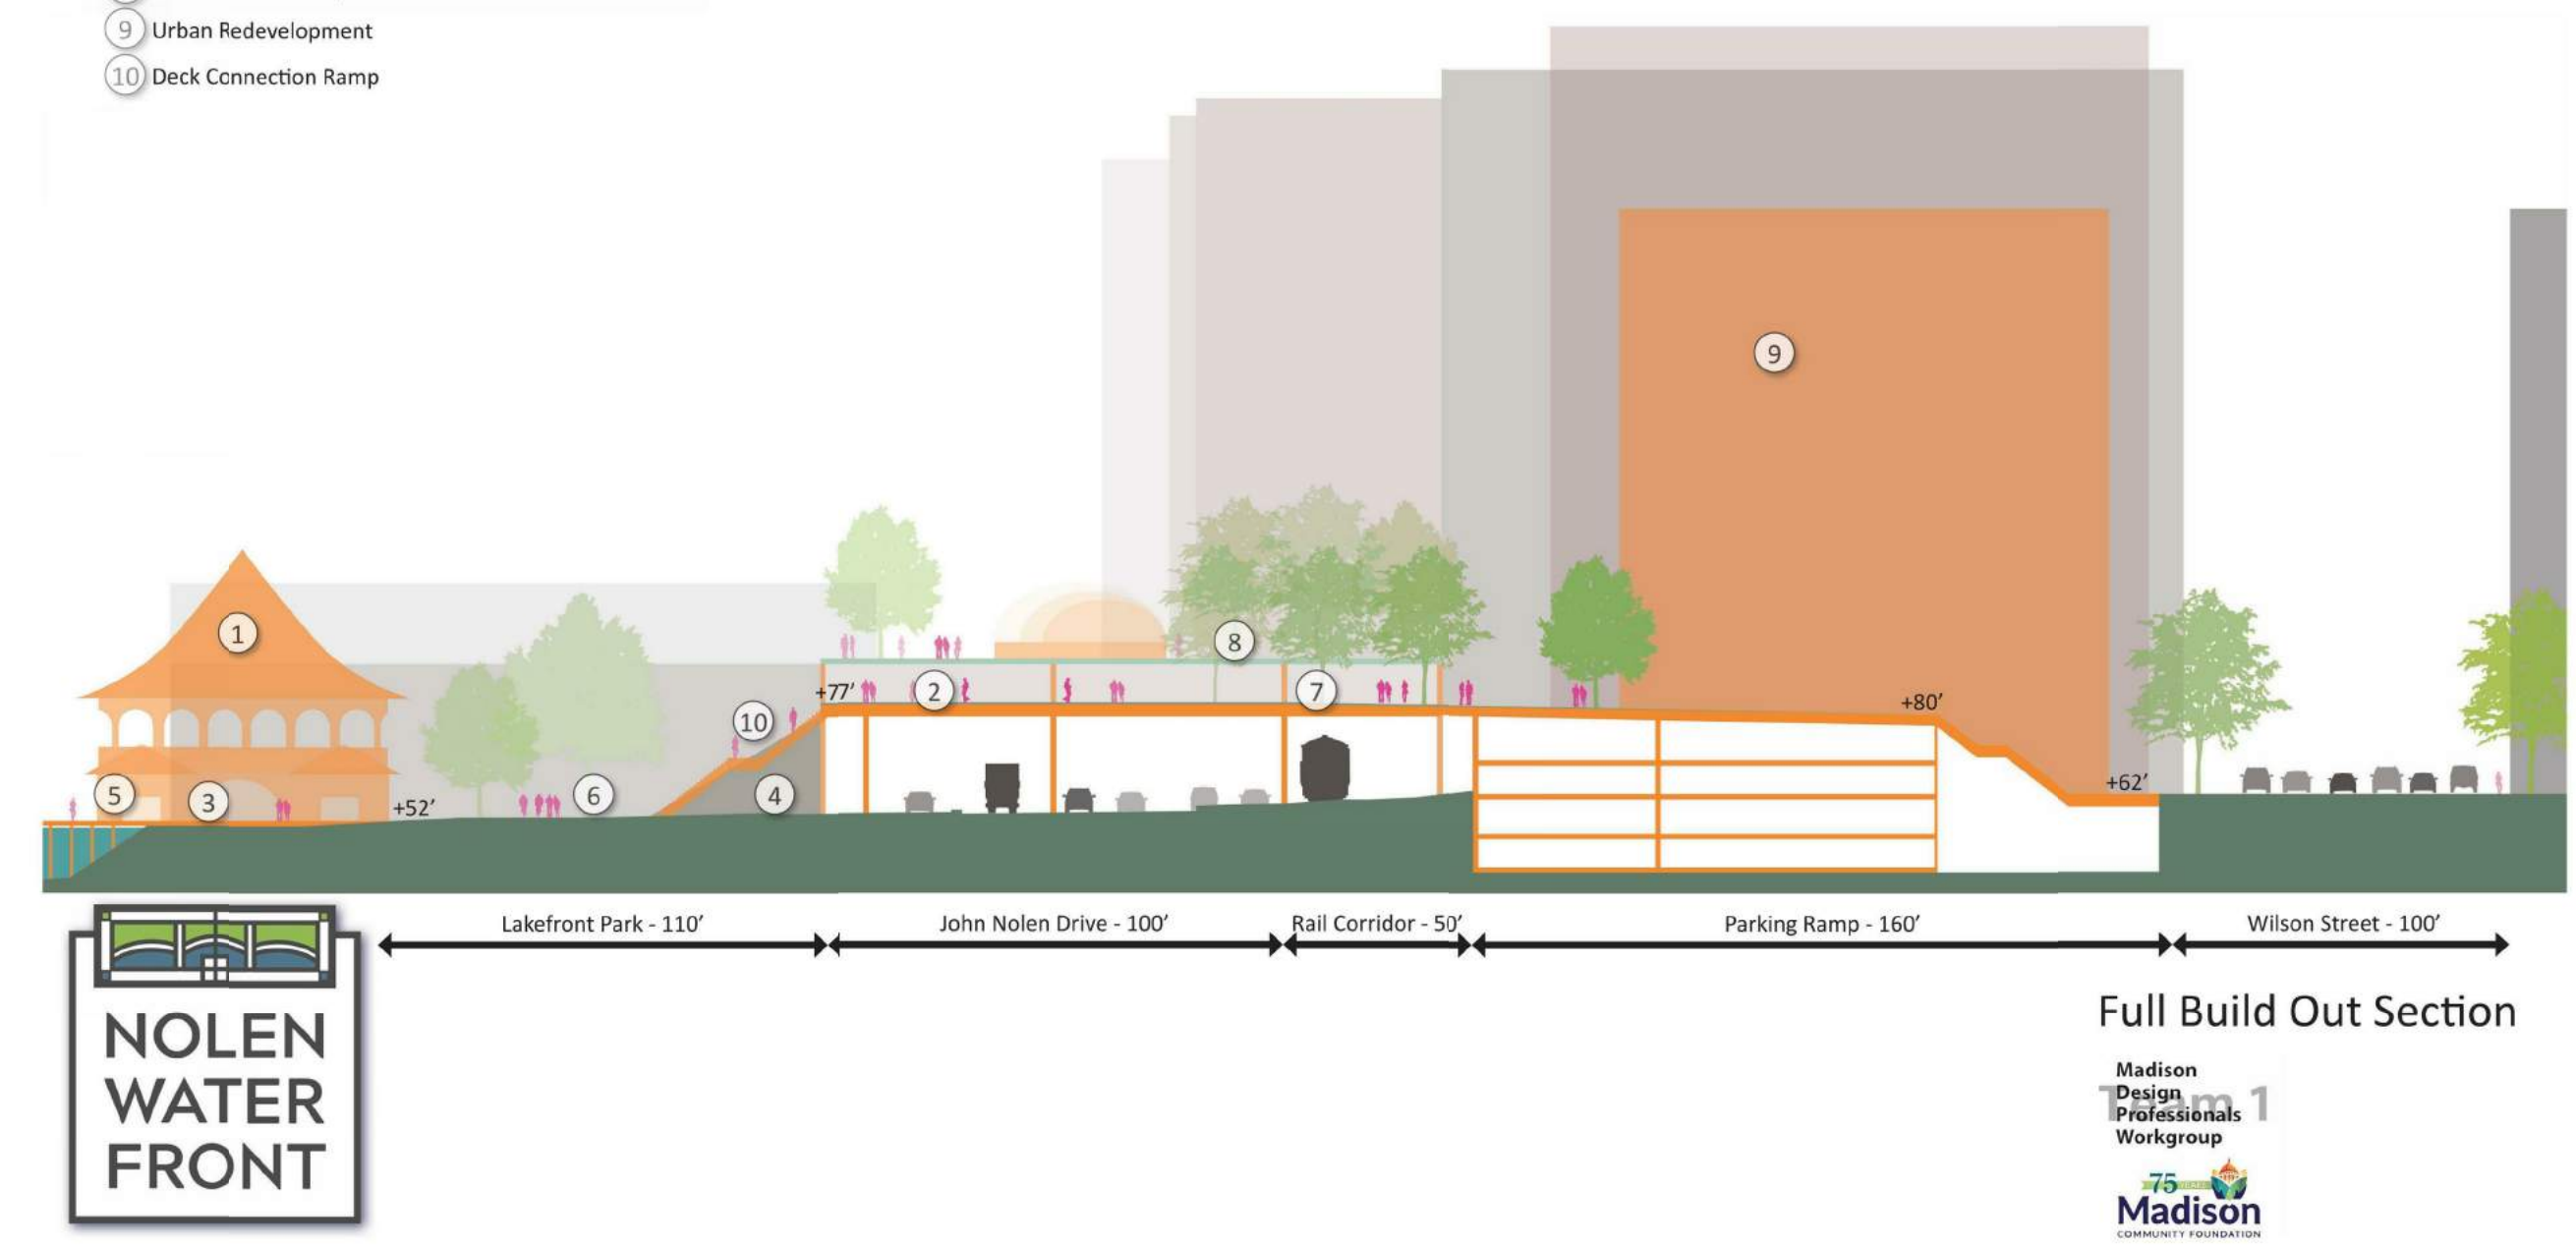 9 Urban Redevelopment
10 Deck Connection Ramp
9
1
8
+77'
2
7
+80'
10
5
3
+52'
6
4
+62'
Lakefront Park - 110'
John Nolen Drive - 100'
Rail Corridor - 50'
Parking Ramp - 160'
Wilson Street - 100'
NOLEN
WATER
FRONT
Full Build Out Section
Team 1
Madison
Design
Professionals
Workgroup
75
Madison
COMMUNITY FOUNDATION